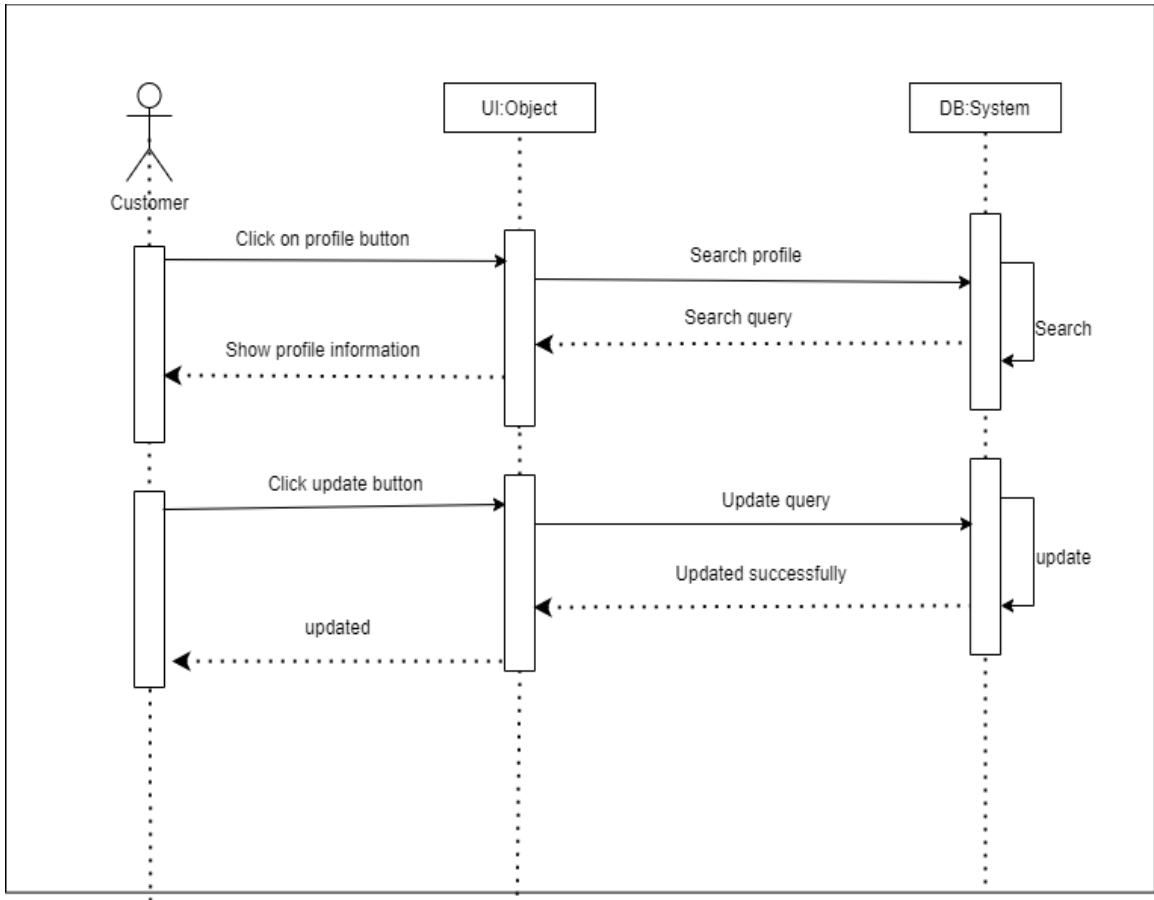 UI:Object
DB:System
Customer
Click on profile button
Search profile
Search query
Search
Show profile information
Click update button
Update query
update
Updated successfully
updated